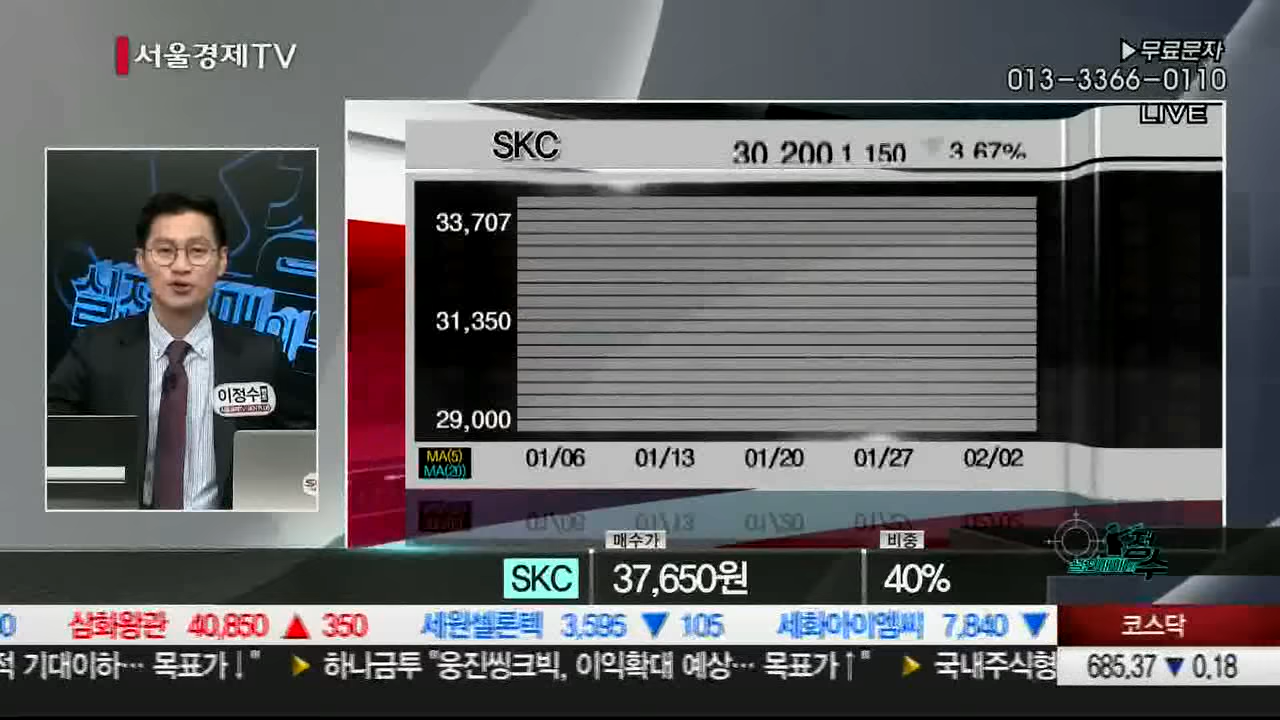 서울경제TV
▶무료문자
013-3366-0110
LIVE
SKC 30,200 1,150 3.67%
33,707
31,350
29,000
MA(5)
MA(20)
01/06 01/13 01/20 01/27 02/02
이정수
매수가 비중
SKC 37,650원 40%
0 삼화왕관 40,850 ▲ 350 세원셀론텍 3,595 ▼ 105 세화아이엠씨 7,840 ▼ 코스닥
적 기대이하… 목표가↓" ▶ 하나금투 "웅진씽크빅, 이익확대 예상… 목표가↑" ▶ 국내주식형 685.37 ▼ 0.18